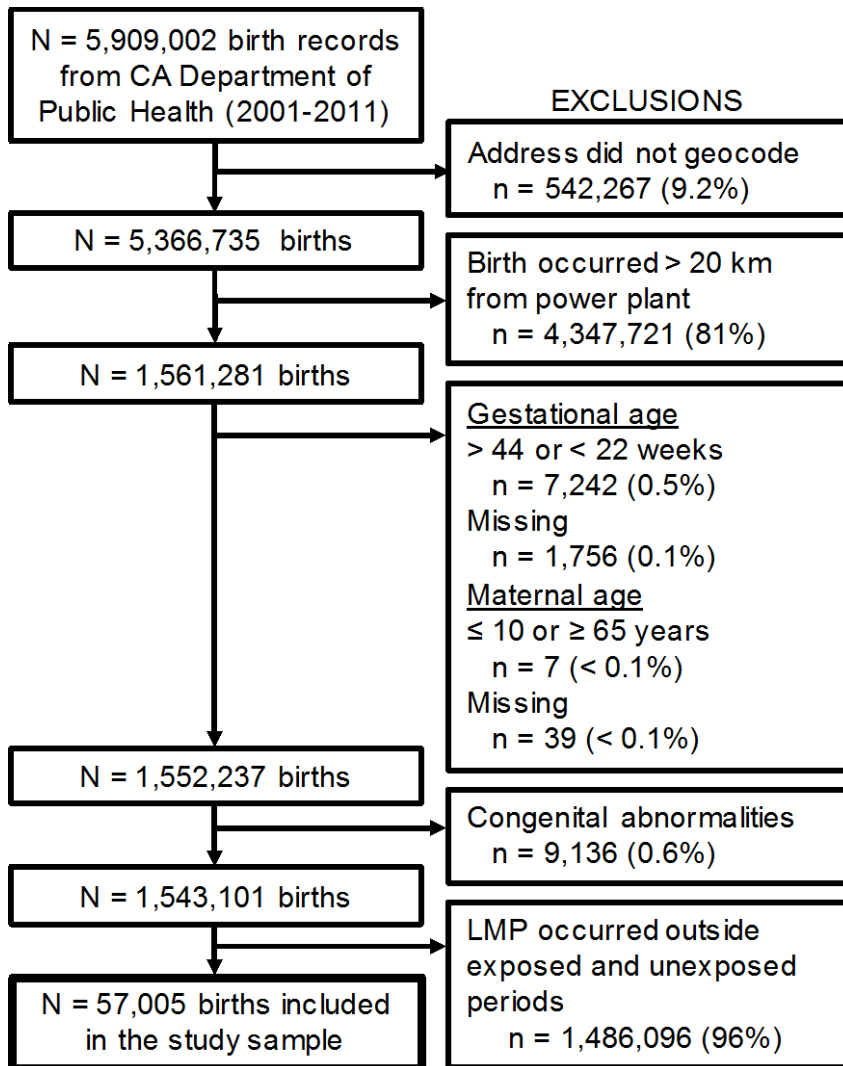 N = 5,909,002 birth records
from CA Department of
Public Health (2001-2011)
EXCLUSIONS
Address did not geocode
n = 542,267 (9.2%)
N = 5,366,735 births
Birth occurred > 20 km
from power plant
n = 4,347,721 (81%)
N = 1,561,281 births
Gestational age
> 44 or < 22 weeks
n = 7,242 (0.5%)
Missing
n = 1,756 (0.1%)
Maternal age
≤ 10 or ≥ 65 years
n = 7 (< 0.1%)
Missing
n = 39 (< 0.1%)
N = 1,552,237 births
Congenital abnormalities
n = 9,136 (0.6%)
N = 1,543,101 births
LMP occurred outside
exposed and unexposed
periods
n = 1,486,096 (96%)
N = 57,005 births included
in the study sample